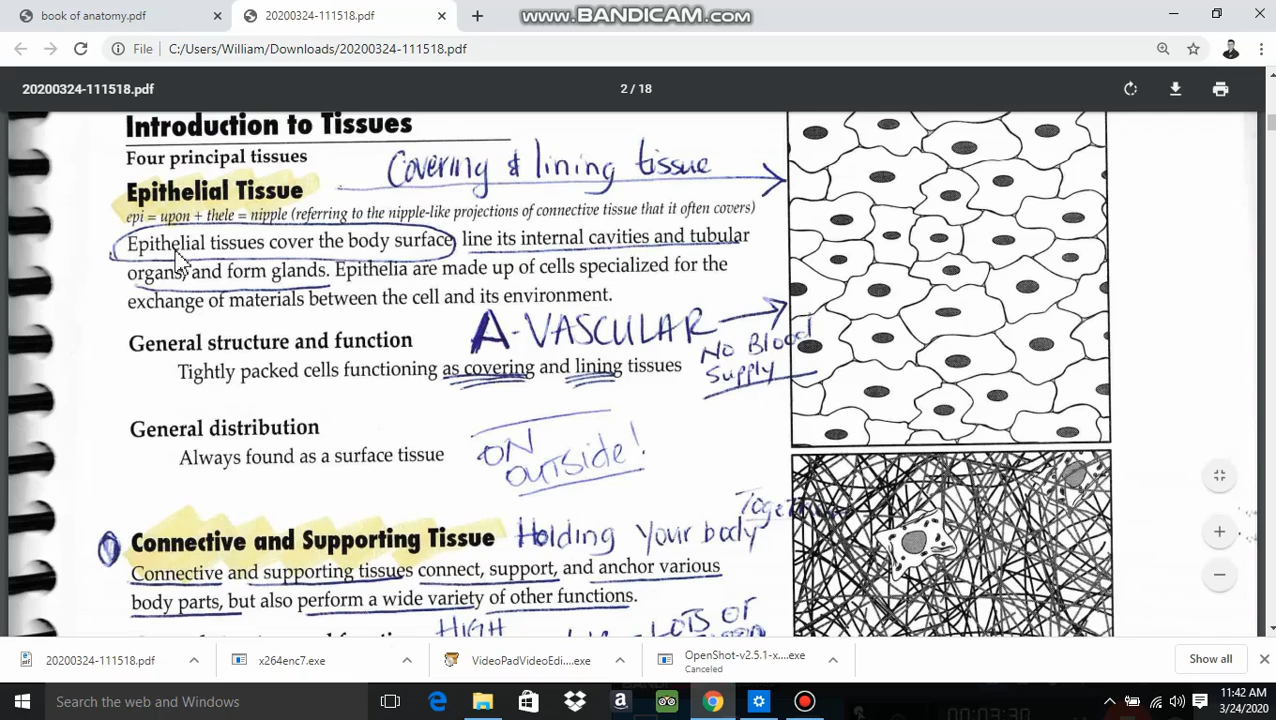 book of anatomy.pdf
20200324-111518.pdf
www.BANDICAM.com
File
C:/Users/William/Downloads/20200324-111518.pdf
20200324-111518.pdf
2 / 18
Introduction to Tissues
Four principal tissues
Covering & lining tissue
Epithelial Tissue
epi = upon + thele = nipple (referring to the nipple-like projections of connective tissue that it often covers)
Epithelial tissues cover the body surface, line its internal cavities and tubular
organs, and form glands. Epithelia are made up of cells specialized for the
exchange of materials between the cell and its environment.
A-VASCULAR
General structure and function
No Blood
Supply
Tightly packed cells functioning as covering and lining tissues
General distribution
ON
outside!
Always found as a surface tissue
Together
Connective and Supporting Tissue
Holding Your body
Connective and supporting tissues connect, support, and anchor various
body parts, but also perform a wide variety of other functions.
LOTS OF
HIGH
20200324-111518.pdf
x264enc7.exe
VideoPadVideoEdi....exe
OpenShot-v2.5.1-x....exe
Canceled
Show all
Search the web and Windows
11:42 AM
3/24/2020